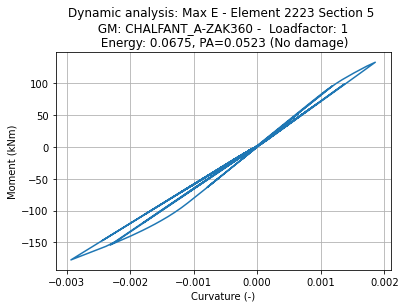 Dynamic analysis: Max E - Element 2223 Section 5
GM: CHALFANT_A-ZAK360 - Loadfactor: 1
Energy: 0.0675, PA=0.0523 (No damage)
Moment (kNm)
100
50
0
−50
−100
−150
−0.003 −0.002 −0.001 0.000 0.001 0.002
Curvature (-)